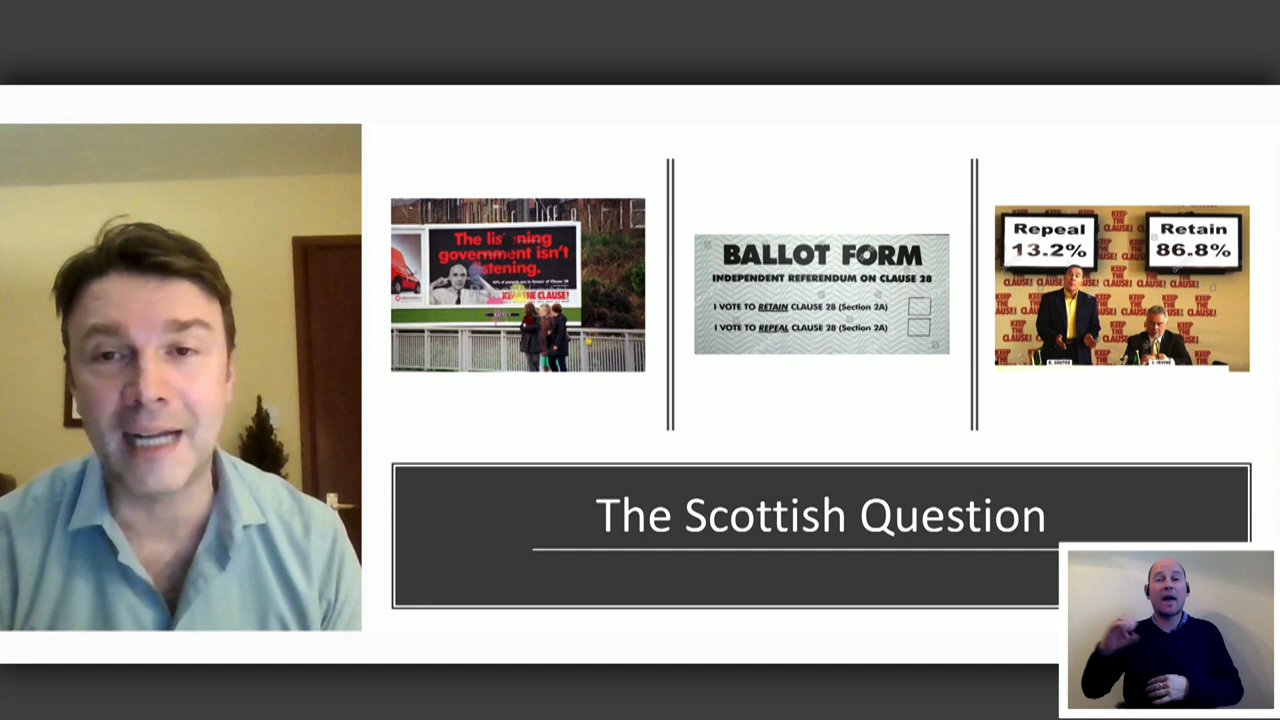 The listening
government isn't
listening.
KEEP THE CLAUSE!
BALLOT FORM
INDEPENDENT REFERENDUM ON CLAUSE 28
I VOTE TO RETAIN CLAUSE 28 (Section 2A)
I VOTE TO REPEAL CLAUSE 28 (Section 2A)
Repeal
13.2%
Retain
86.8%
KEEP
THE
CLAUSE!
The Scottish Question